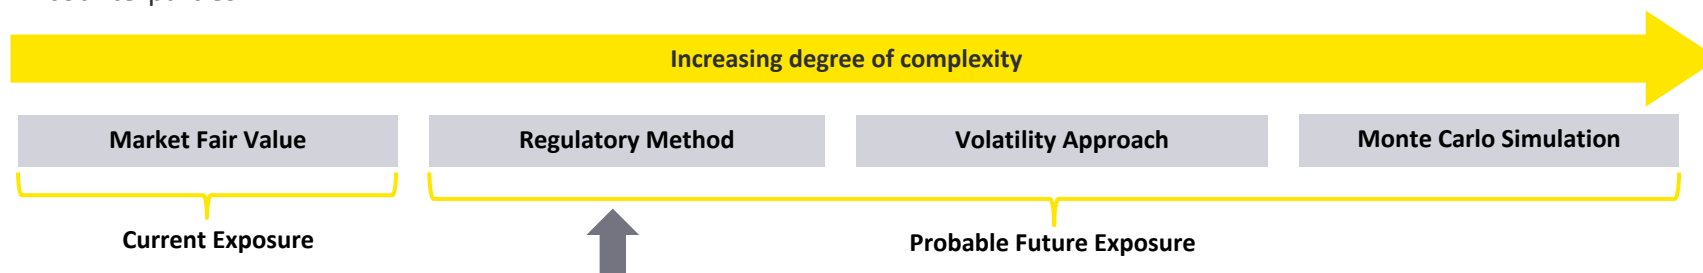 Increasing degree of complexity
Market Fair Value
Regulatory Method
Volatility Approach
Monte Carlo Simulation
Current Exposure
Probable Future Exposure